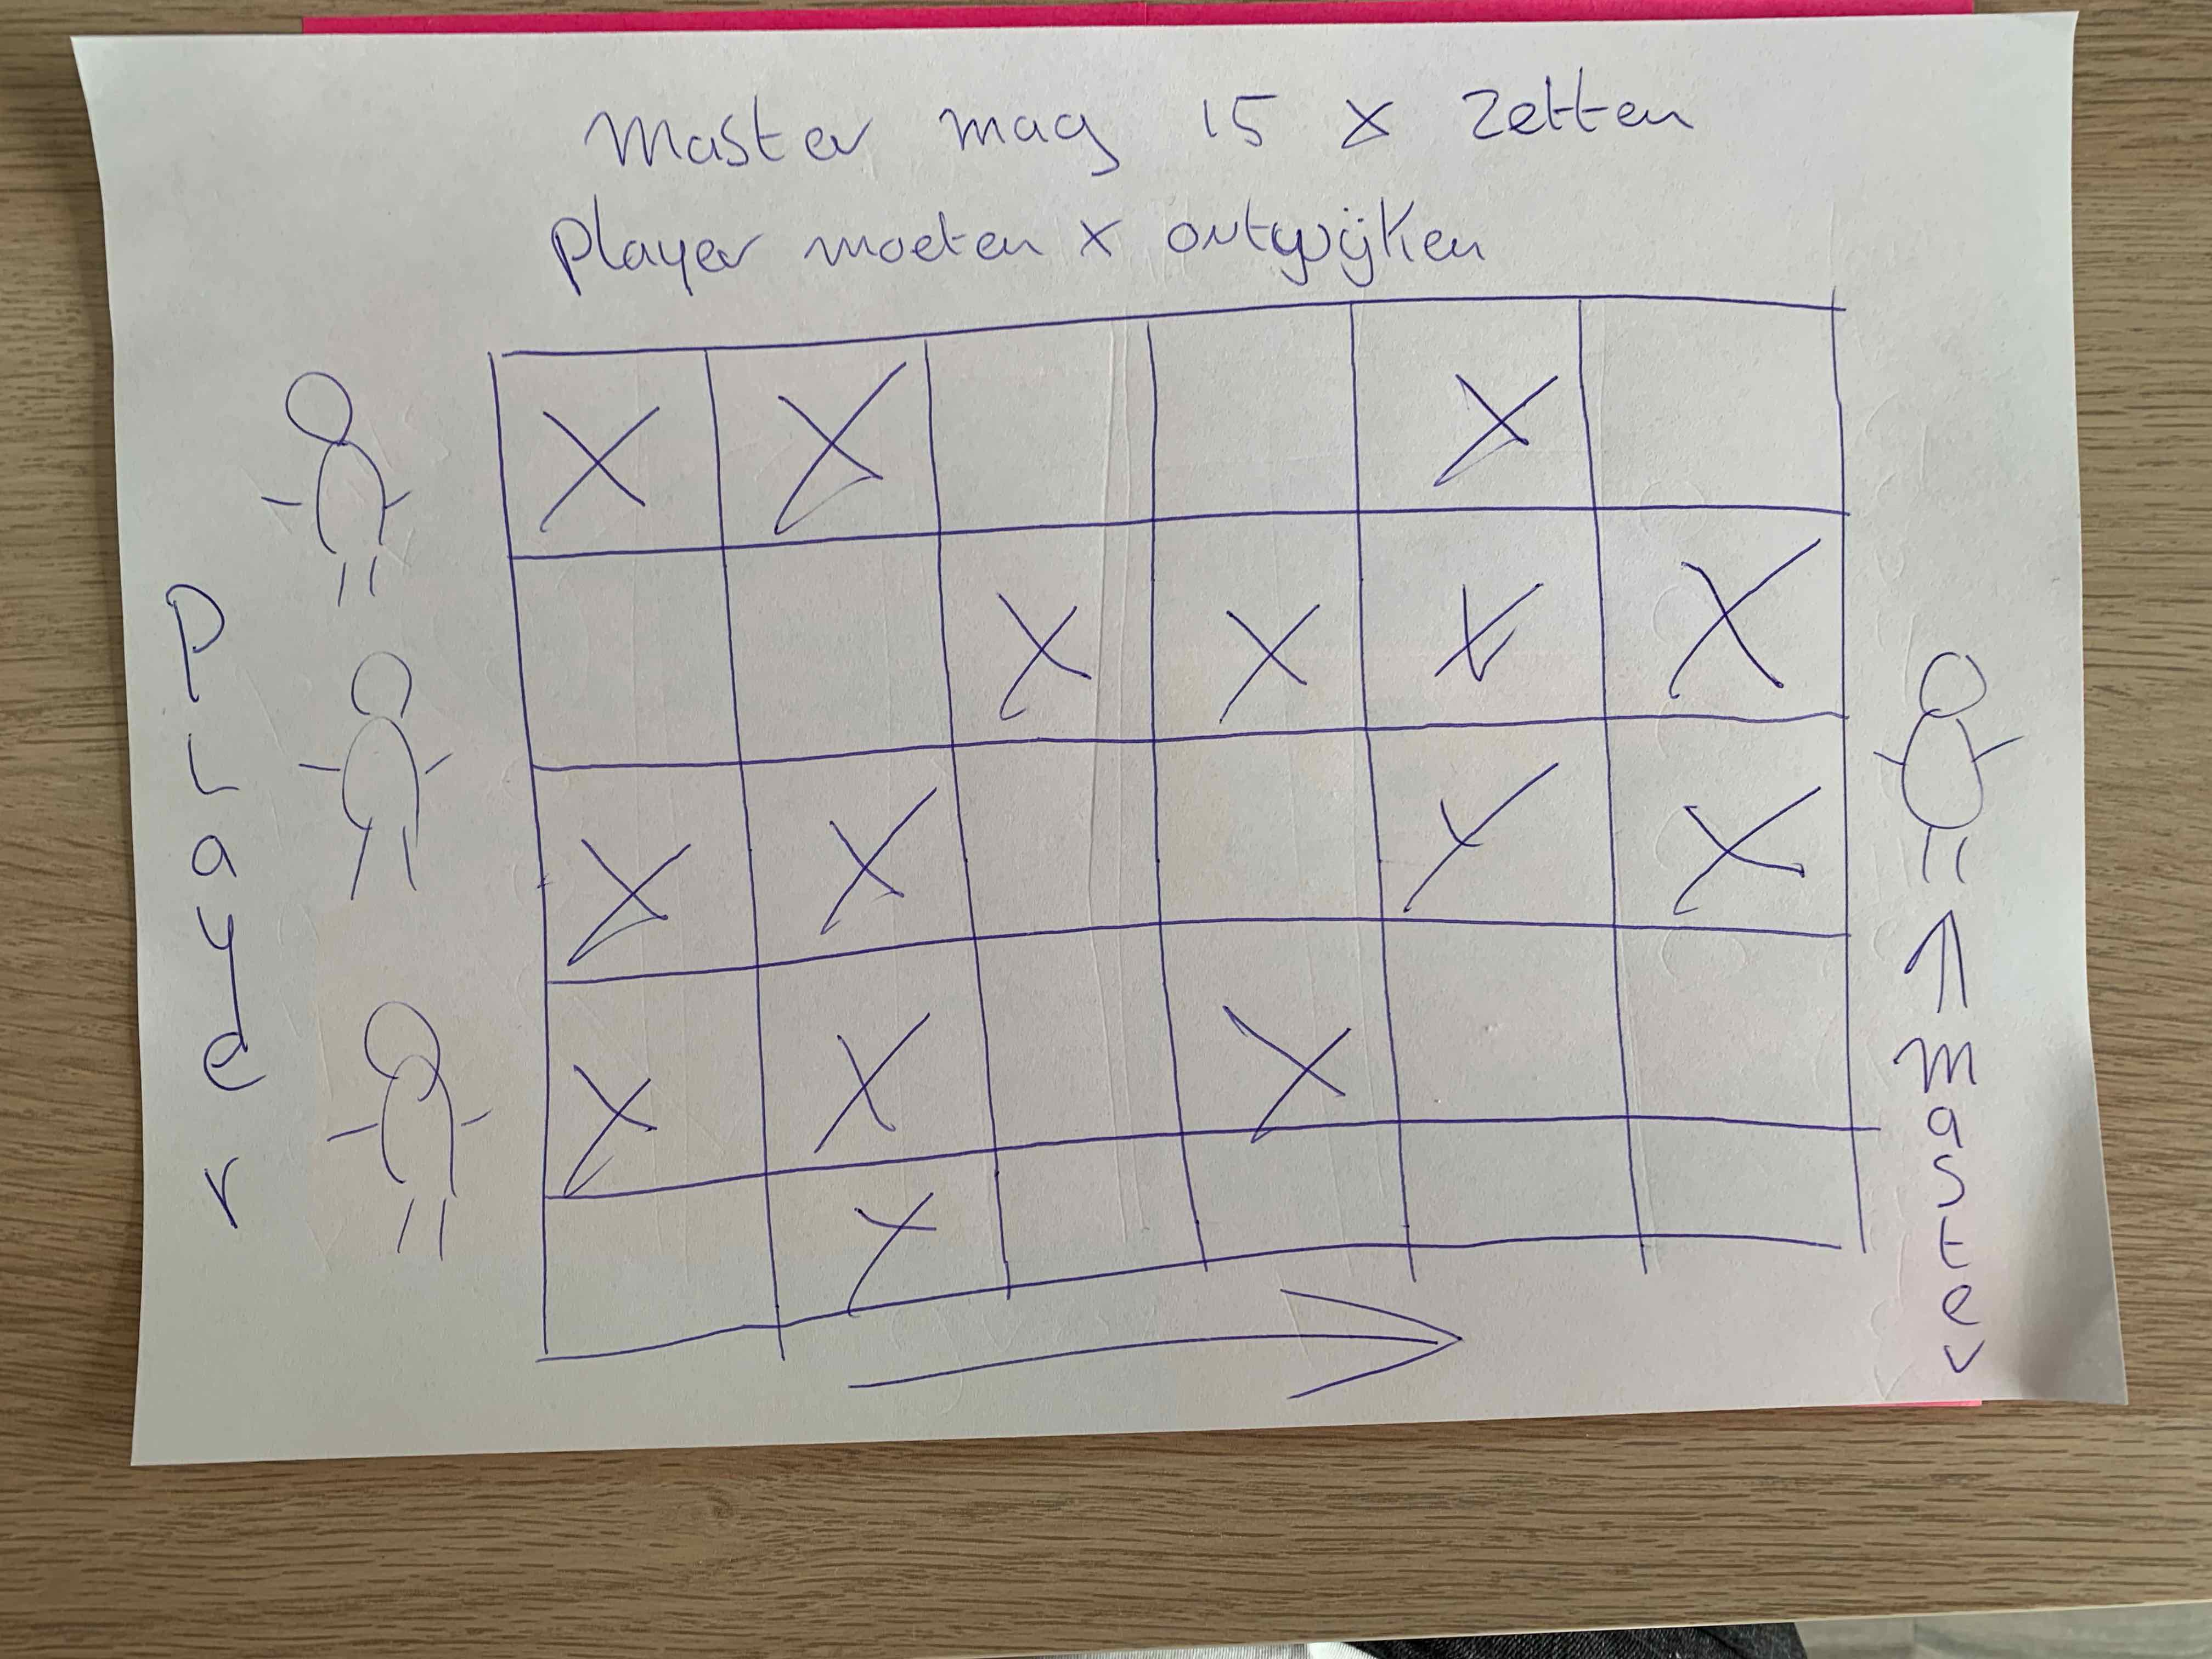 Master mag 15 x zetten
player moeten x ontwijken
X X X
X X X X
X X X X
X X X
X
PLayer
master